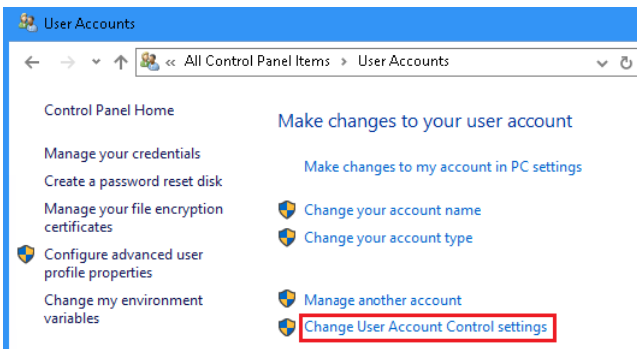 User Accounts
« All Control Panel Items > User Accounts
Control Panel Home
Manage your credentials
Create a password reset disk
Manage your file encryption
certificates
Configure advanced user
profile properties
Change my environment
variables
Make changes to your user account
Make changes to my account in PC settings
Change your account name
Change your account type
Manage another account
Change User Account Control settings